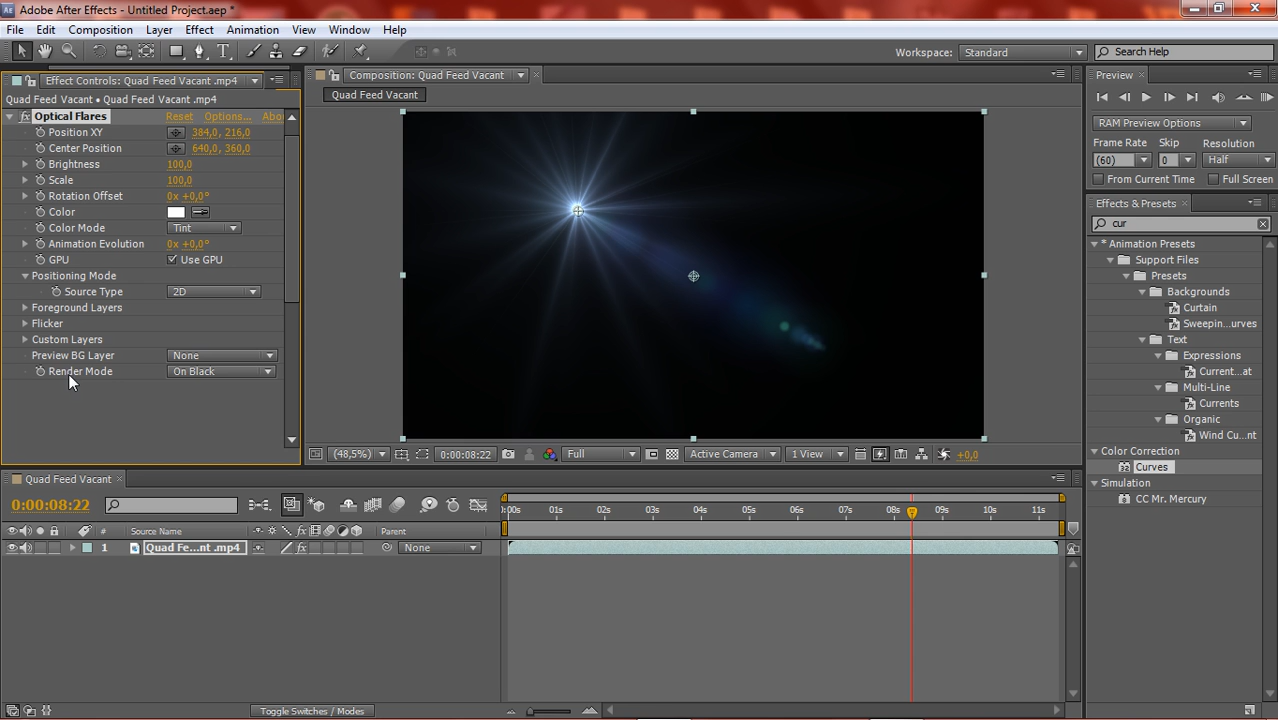 Adobe After Effects - Untitled Project.aep *
File Edit Composition Layer Effect Animation View Window Help
Workspace: Standard Search Help
Effect Controls: Quad Feed Vacant .mp4
Quad Feed Vacant • Quad Feed Vacant .mp4
Optical Flares Reset Options... Abo
Position XY 384,0, 216,0
Center Position 640,0, 360,0
Brightness 100,0
Scale 100,0
Rotation Offset 0x +0,0°
Color
Color Mode Tint
Animation Evolution 0x +0,0°
GPU Use GPU
Positioning Mode
Source Type 2D
Foreground Layers
Flicker
Custom Layers
Preview BG Layer None
Render Mode On Black
Composition: Quad Feed Vacant
Quad Feed Vacant
(48,5%) 0:00:08:22 Full Active Camera 1 View +0,0
Preview
RAM Preview Options
Frame Rate Skip Resolution
(60) 0 Half
From Current Time Full Screen
Effects & Presets
cur
* Animation Presets
Support Files
Presets
Backgrounds
Curtain
Sweepin...urves
Text
Expressions
Current...at
Multi-Line
Currents
Organic
Wind Cu...nt
Color Correction
Curves
Simulation
CC Mr. Mercury
Quad Feed Vacant
0:00:08:22
:00s 01s 02s 03s 04s 05s 06s 07s 08s 09s 10s 11s
# Source Name Parent
1 Quad Fe...nt .mp4 None
Toggle Switches / Modes